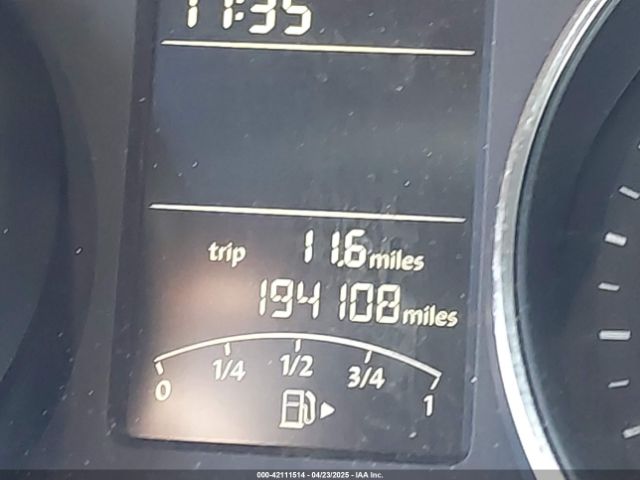 11:35
trip 11.6 miles
194108 miles
0 1/4 1/2 3/4 1
000-42111514 - 04/23/2025 - IAA Inc.